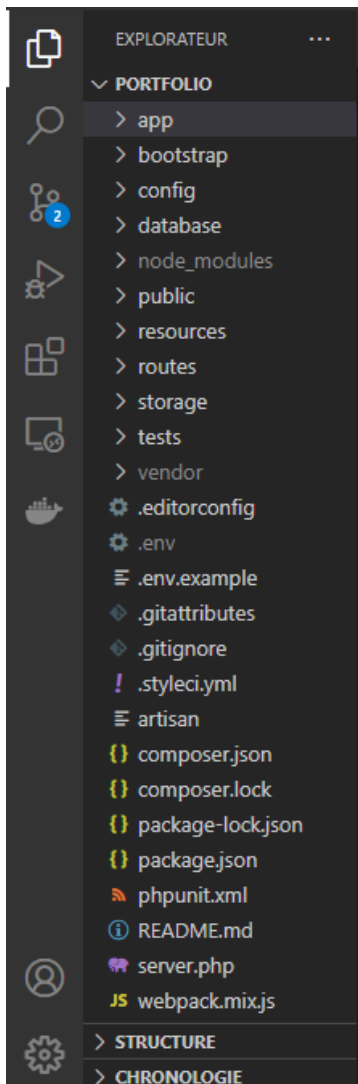 EXPLORATEUR ...
PORTFOLIO
app
bootstrap
config
database
2
node_modules
public
resources
routes
storage
tests
vendor
.editorconfig
.env
.env.example
.gitattributes
.gitignore
! .styleci.yml
artisan
{} composer.json
{} composer.lock
{} package-lock.json
{} package.json
phpunit.xml
README.md
server.php
JS webpack.mix.js
STRUCTURE
CHRONOLOGIE